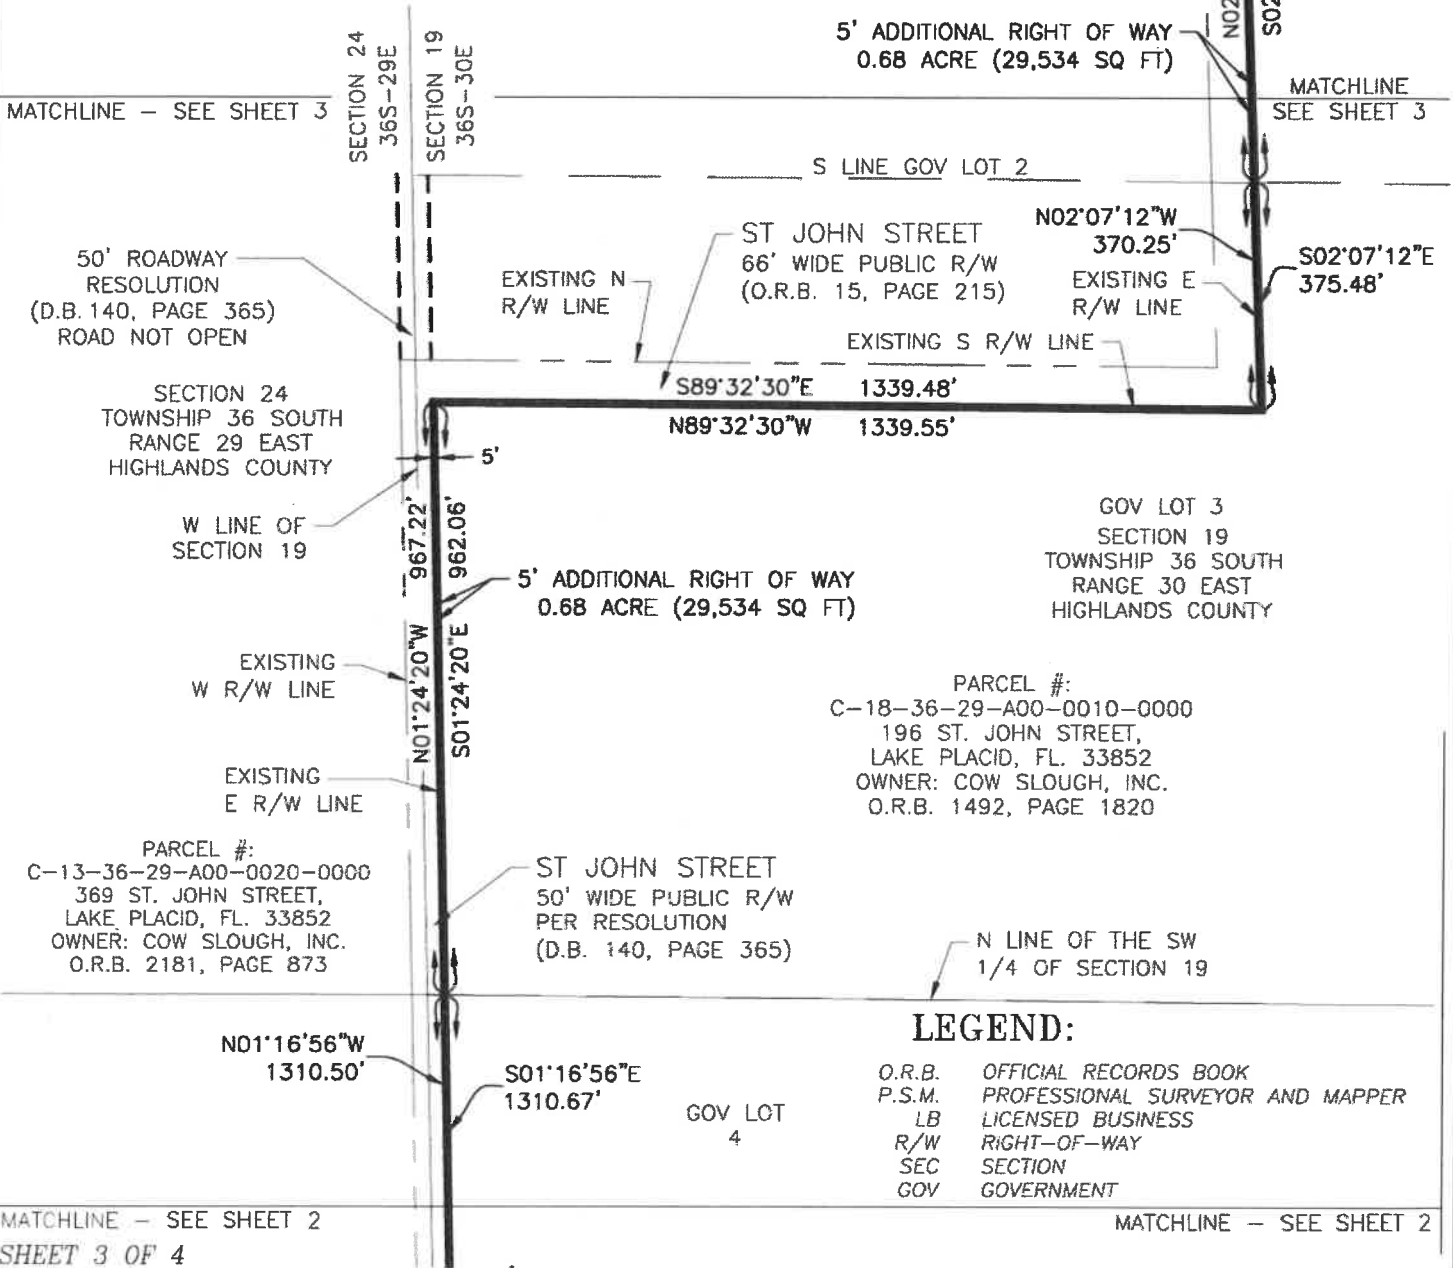 SECTION 24
36S-29E
SECTION 19
36S-30E
5' ADDITIONAL RIGHT OF WAY
0.68 ACRE (29,534 SQ FT)
N02
S02
MATCHLINE - SEE SHEET 3
MATCHLINE
SEE SHEET 3
S LINE GOV LOT 2
N02°07'12"W
370.25'
S02°07'12"E
375.48'
ST JOHN STREET
66' WIDE PUBLIC R/W
(O.R.B. 15, PAGE 215)
50' ROADWAY
RESOLUTION
(D.B. 140, PAGE 365)
ROAD NOT OPEN
EXISTING N
R/W LINE
EXISTING E
R/W LINE
EXISTING S R/W LINE
S89°32'30"E 1339.48'
N89°32'30"W 1339.55'
SECTION 24
TOWNSHIP 36 SOUTH
RANGE 29 EAST
HIGHLANDS COUNTY
5'
W LINE OF
SECTION 19
N01°24'20"W 967.22'
S01°24'20"E 962.06'
GOV LOT 3
SECTION 19
TOWNSHIP 36 SOUTH
RANGE 30 EAST
HIGHLANDS COUNTY
5' ADDITIONAL RIGHT OF WAY
0.68 ACRE (29,534 SQ FT)
EXISTING
W R/W LINE
PARCEL #:
C-18-36-29-A00-0010-0000
196 ST. JOHN STREET,
LAKE PLACID, FL. 33852
OWNER: COW SLOUGH, INC.
O.R.B. 1492, PAGE 1820
EXISTING
E R/W LINE
PARCEL #:
C-13-36-29-A00-0020-0000
369 ST. JOHN STREET,
LAKE PLACID, FL. 33852
OWNER: COW SLOUGH, INC.
O.R.B. 2181, PAGE 873
ST JOHN STREET
50' WIDE PUBLIC R/W
PER RESOLUTION
(D.B. 140, PAGE 365)
N LINE OF THE SW
1/4 OF SECTION 19
N01°16'56"W
1310.50'
S01°16'56"E
1310.67'
GOV LOT
4
LEGEND:
O.R.B. OFFICIAL RECORDS BOOK
P.S.M. PROFESSIONAL SURVEYOR AND MAPPER
LB LICENSED BUSINESS
R/W RIGHT-OF-WAY
SEC SECTION
GOV GOVERNMENT
MATCHLINE - SEE SHEET 2
MATCHLINE - SEE SHEET 2
SHEET 3 OF 4